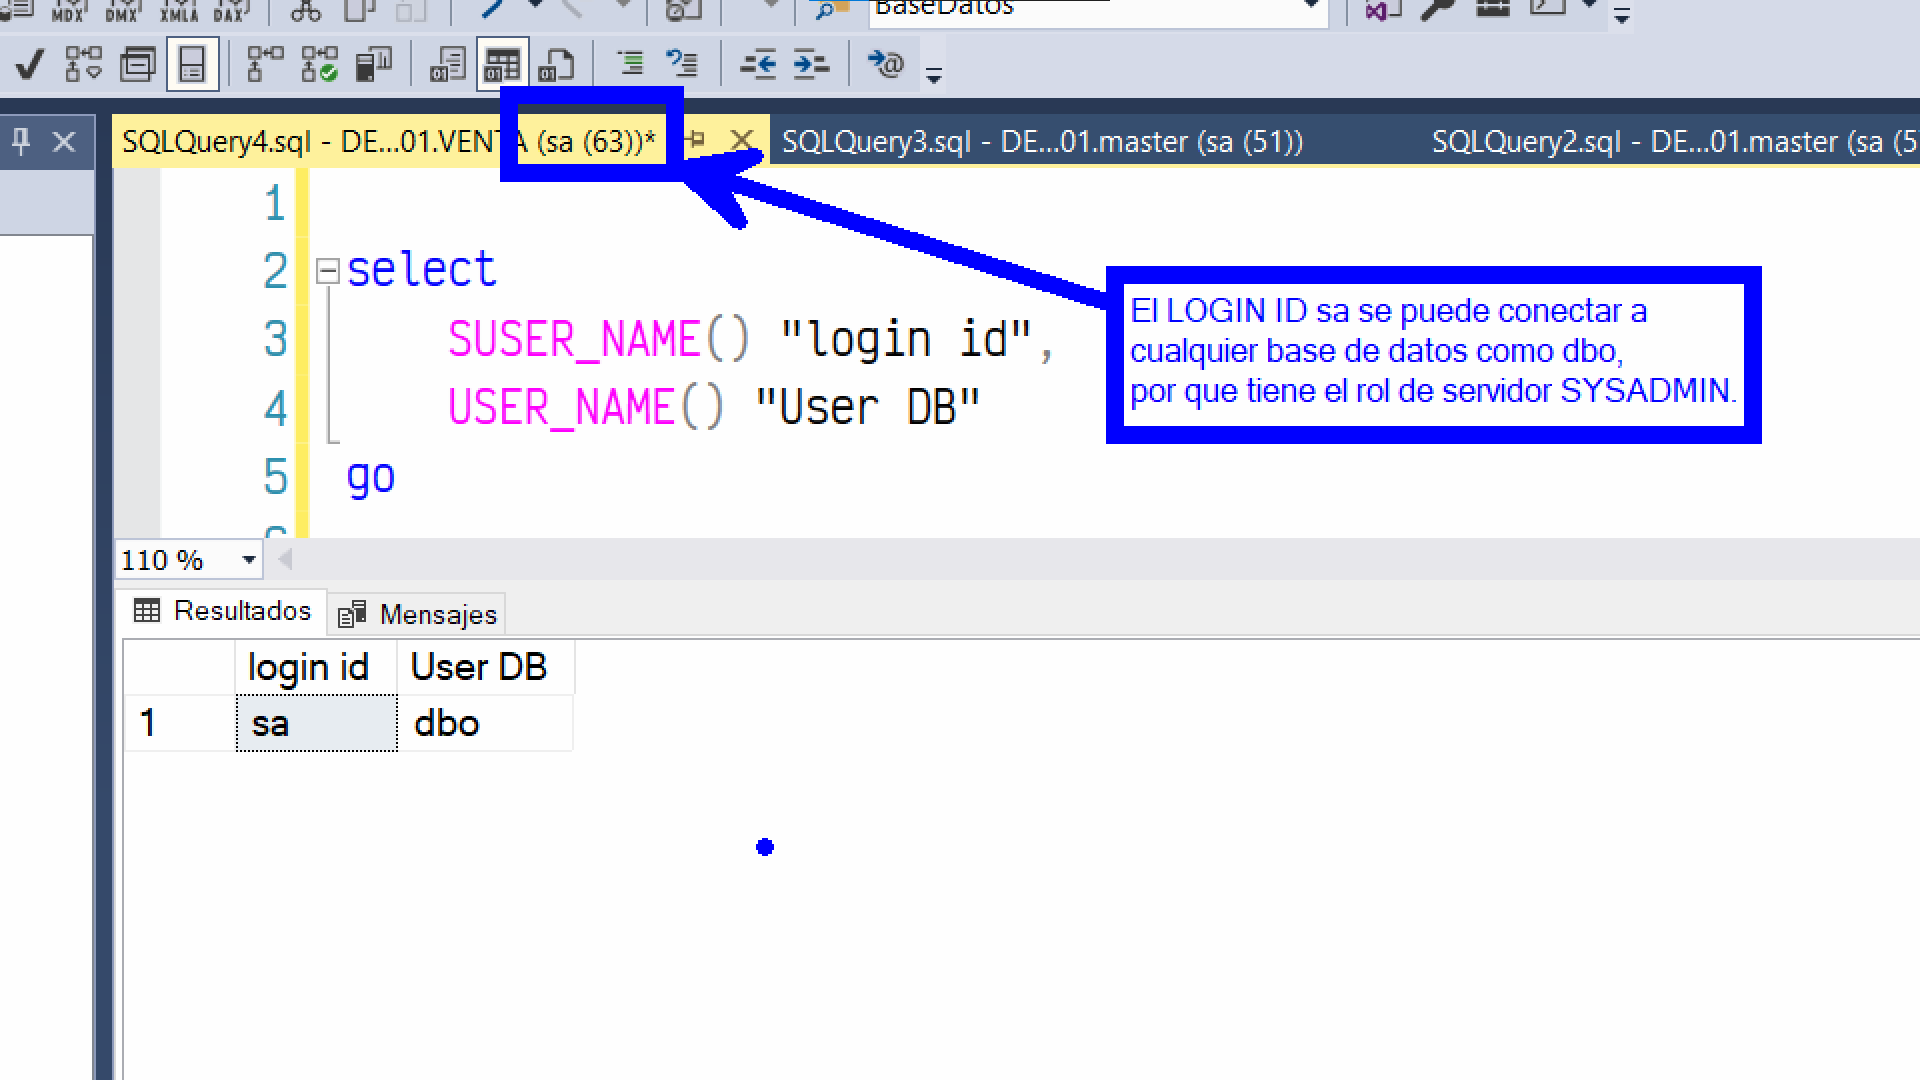 MDX DMX XMLA DAX
BaseDatos
SQLQuery4.sql - DE...01.VENTA (sa (63))*
SQLQuery3.sql - DE...01.master (sa (51))
SQLQuery2.sql - DE...01.master (sa
1
2 select
3 SUSER_NAME() "login id",
4 USER_NAME() "User DB"
5 go
El LOGIN ID sa se puede conectar a
cualquier base de datos como dbo,
por que tiene el rol de servidor SYSADMIN.
110 %
Resultados Mensajes
login id User DB
1 sa dbo